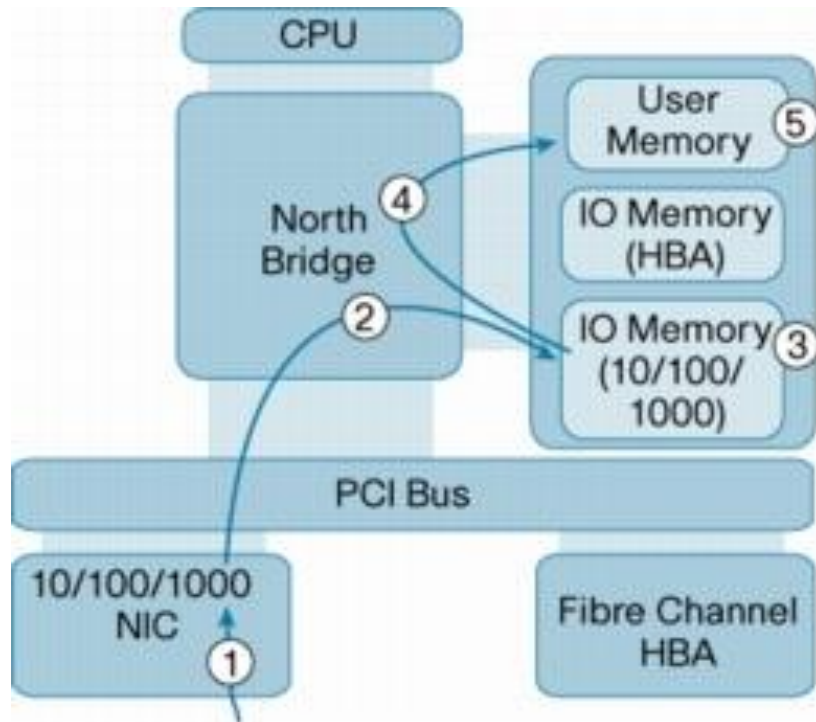 CPU
User
Memory
5
4
IO Memory
(HBA)
North
Bridge
2
IO Memory
(10/100/
1000)
3
PCI Bus
10/100/1000
NIC
1
Fibre Channel
HBA